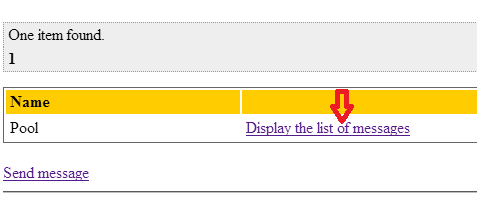 One item found.
1
Name
Pool Display the list of messages
Send message